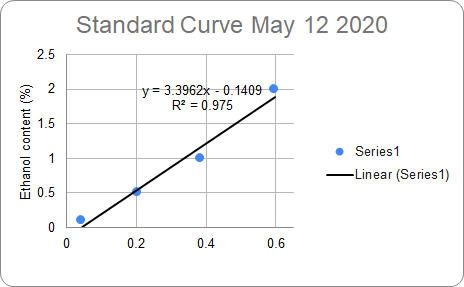 Standard Curve May 12 2020
2.5
2
1.5
1
0.5
0
Ethanol content (%)
y = 3.3962x - 0.1409
R² = 0.975
0
0.2
0.4
0.6
Series1
Linear (Series1)